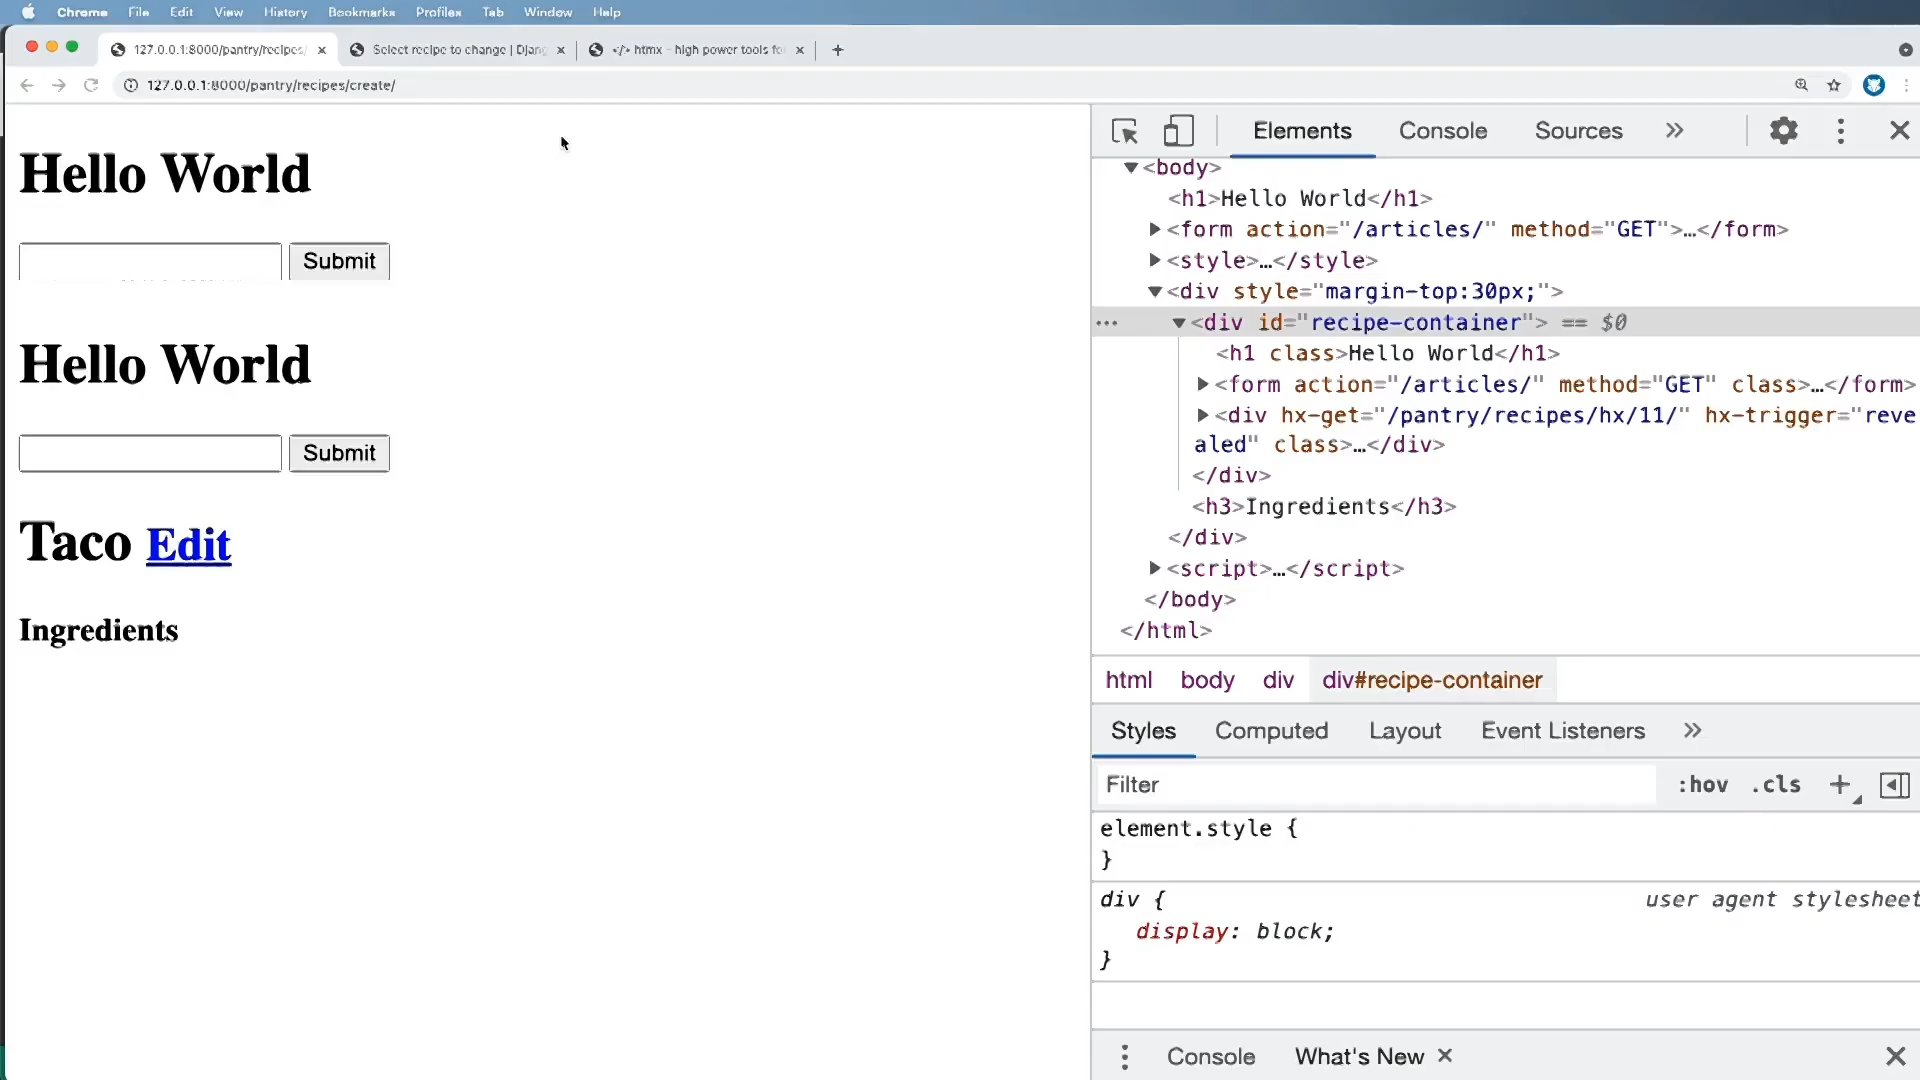 Chrome File Edit View History Bookmarks Profiles Tab Window Help
127.0.0.1:8000/pantry/recipes/ Select recipe to change | Djang </> htmx - high power tools fo
127.0.0.1:8000/pantry/recipes/create/
Hello World
Submit
Hello World
Submit
Taco Edit
Ingredients
Elements Console Sources »
<body>
<h1>Hello World</h1>
<form action="/articles/" method="GET">…</form>
<style>…</style>
<div style="margin-top:30px;">
<div id="recipe-container"> == $0
<h1 class>Hello World</h1>
<form action="/articles/" method="GET" class>…</form>
<div hx-get="/pantry/recipes/hx/11/" hx-trigger="reve
aled" class>…</div>
</div>
<h3>Ingredients</h3>
</div>
<script>…</script>
</body>
</html>
html body div div#recipe-container
Styles Computed Layout Event Listeners »
Filter :hov .cls +
element.style {
}
div { user agent stylesheet
display: block;
}
Console What's New